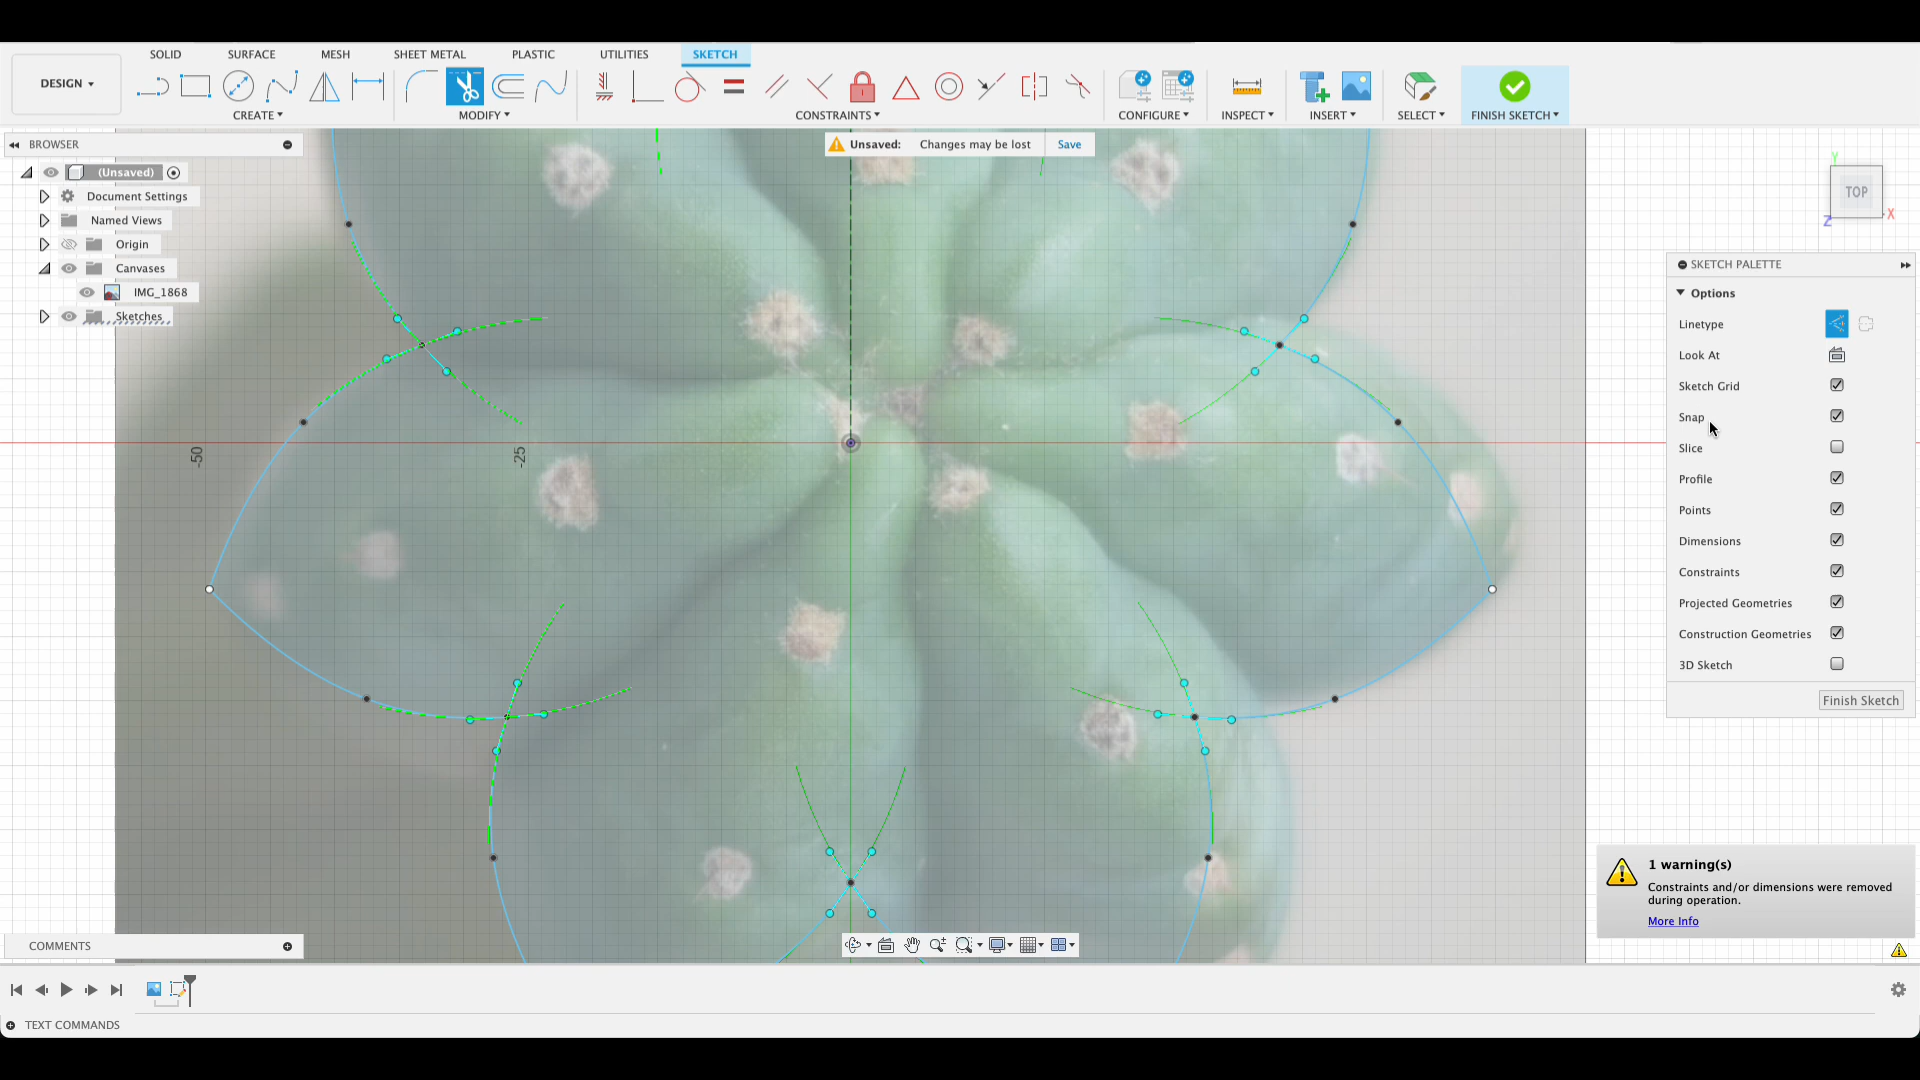 SOLID SURFACE MESH SHEET METAL PLASTIC UTILITIES SKETCH
DESIGN
CREATE MODIFY CONSTRAINTS CONFIGURE INSPECT INSERT SELECT FINISH SKETCH
BROWSER
Unsaved: Changes may be lost Save
(Unsaved)
Document Settings
Named Views
Origin
Canvases
IMG_1868
Sketches
Y
TOP
X
Z
-50
-25
SKETCH PALETTE
Options
Linetype
Look At
Sketch Grid
Snap
Slice
Profile
Points
Dimensions
Constraints
Projected Geometries
Construction Geometries
3D Sketch
Finish Sketch
1 warning(s)
Constraints and/or dimensions were removed
during operation.
More Info
COMMENTS
TEXT COMMANDS